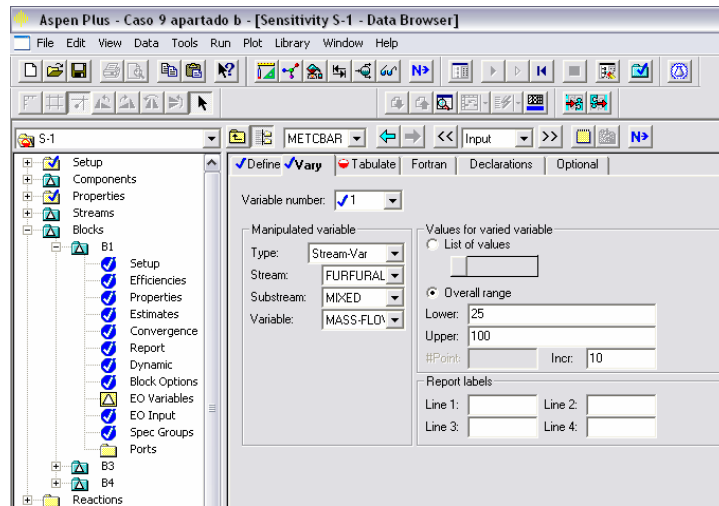 Aspen Plus - Caso 9 apartado b - [Sensitivity S-1 - Data Browser]
File Edit View Data Tools Run Plot Library Window Help
N>
S-1
METCBAR
<< Input >>
N>
Setup
Components
Properties
Streams
Blocks
B1
Setup
Efficiencies
Properties
Estimates
Convergence
Report
Dynamic
Block Options
EO Variables
EO Input
Spec Groups
Ports
B3
B4
Reactions
Define Vary Tabulate Fortran Declarations Optional
Variable number: 1
Manipulated variable
Type: Stream-Var
Stream: FURFURAL
Substream: MIXED
Variable: MASS-FLO
Values for varied variable
List of values
Overall range
Lower: 25
Upper: 100
#Point: Incr: 10
Report labels
Line 1: Line 2:
Line 3: Line 4: